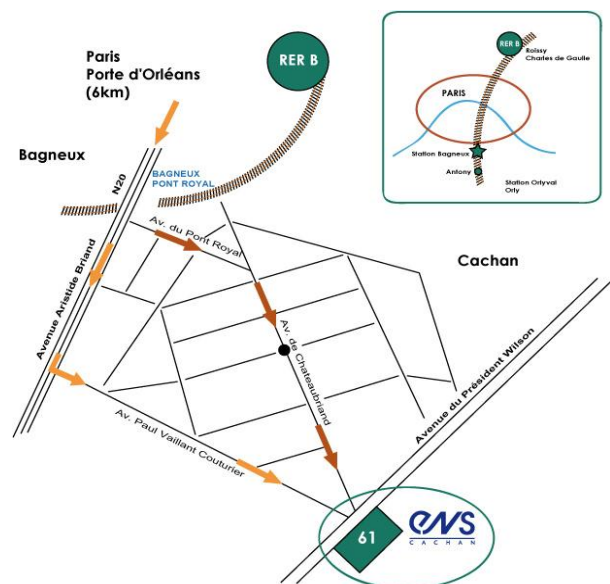 Paris
Porte d'Orléans
(6km)
RER B
Bagneux
N20
BAGNEUX
PONT ROYAL
Av. du Pont Royal
Avenue Aristide Briand
Av. de Chateaubriand
Av. Paul Vaillant Couturier
Cachan
Avenue du Président Wilson
61
ENS
CACHAN
RER B
Roissy
Charles de Gaulle
PARIS
Station Bagneux
Antony
Station Orlyval
Orly